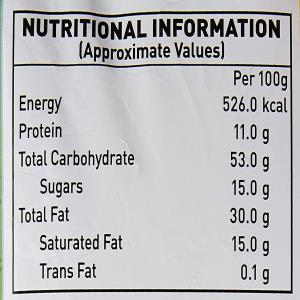 NUTRITIONAL INFORMATION
(Approximate Values)
Per 100g
Energy 526.0 kcal
Protein 11.0 g
Total Carbohydrate 53.0 g
Sugars 15.0 g
Total Fat 30.0 g
Saturated Fat 15.0 g
Trans Fat 0.1 g